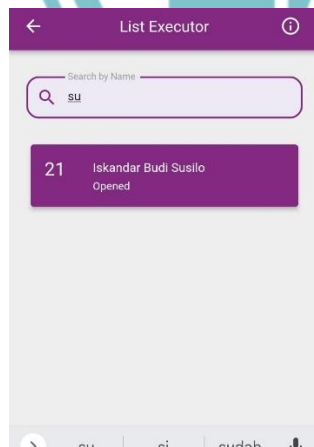 List Executor
Search by Name
su
21 Iskandar Budi Susilo
Opened
su si sudah